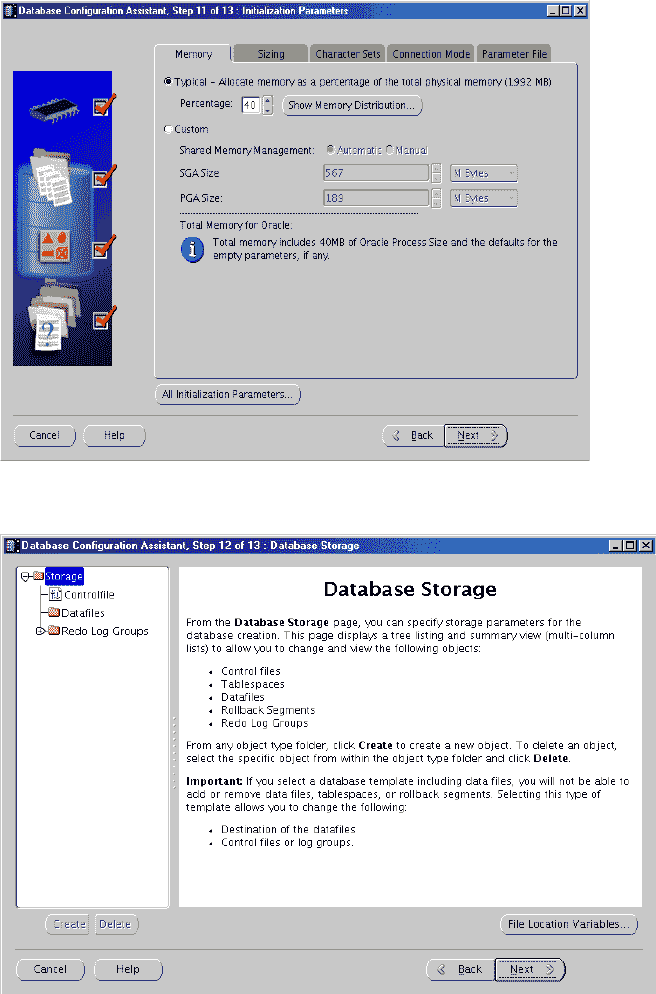 Database Configuration Assistant, Step 11 of 13 : Initialization Parameters
Memory Sizing Character Sets Connection Mode Parameter File
Typical - Allocate memory as a percentage of the total physical memory (1992 MB)
Percentage: 40 Show Memory Distribution...
Custom
Shared Memory Management: Automatic Manual
SGA Size 567 M Bytes
PGA Size: 189 M Bytes
Total Memory for Oracle:
Total memory includes 40MB of Oracle Process Size and the defaults for the
empty parameters, if any.
All Initialization Parameters...
Cancel Help Back Next
Database Configuration Assistant, Step 12 of 13 : Database Storage
Storage
Controlfile
Datafiles
Redo Log Groups
Database Storage
From the Database Storage page, you can specify storage parameters for the
database creation. This page displays a tree listing and summary view (multi-column
lists) to allow you to change and view the following objects:
• Control files
• Tablespaces
• Datafiles
• Rollback Segments
• Redo Log Groups
From any object type folder, click Create to create a new object. To delete an object,
select the specific object from within the object type folder and click Delete.
Important: If you select a database template including data files, you will not be able to
add or remove data files, tablespaces, or rollback segments. Selecting this type of
template allows you to change the following:
• Destination of the datafiles
• Control files or log groups.
Create Delete File Location Variables...
Cancel Help Back Next